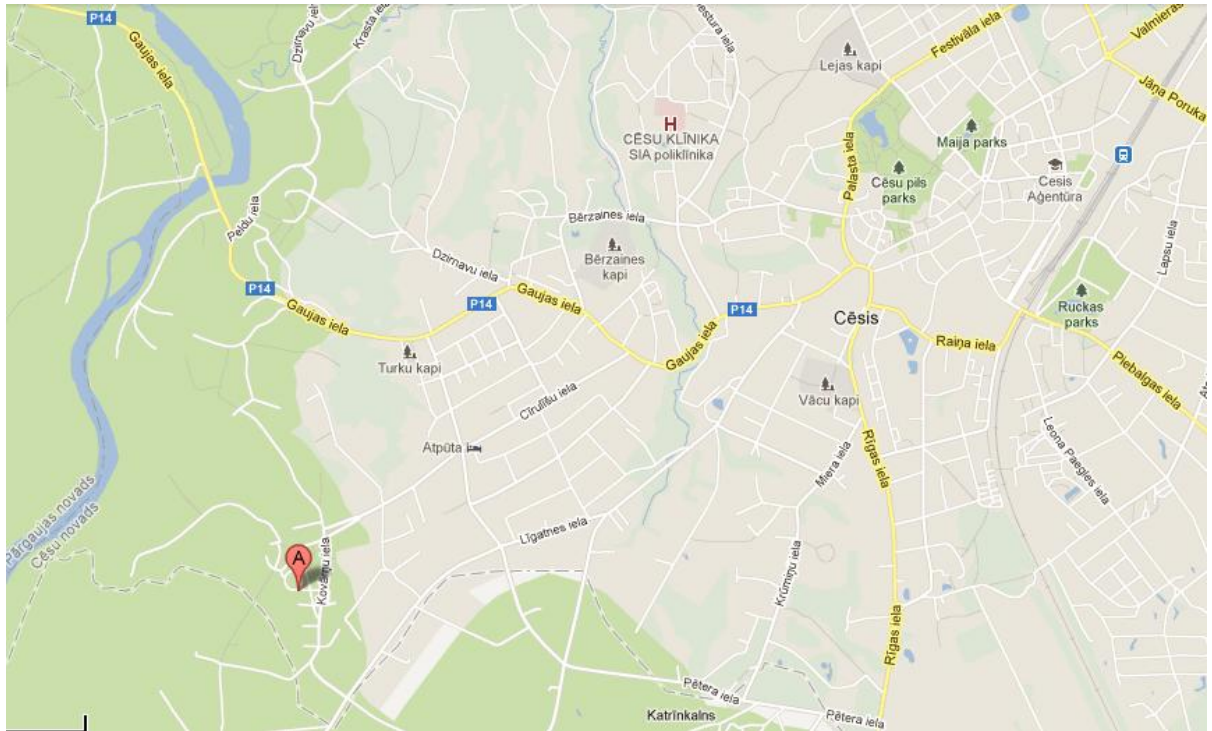 P14
Gaujas iela
Dzirnavu iela
Krasta iela
Lejas kapi
Festivāla iela
Valmieras
Jāņa Poruka
H
CĒSU KLĪNIKA
SIA poliklīnika
Maija parks
Palasta iela
Cēsu pils
parks
Cesis
Aģentūra
Peldu iela
Bērzaines iela
Bērzaines
kapi
Lapsu iela
Dzirnavu iela
P14
Gaujas iela
P14
Gaujas iela
Gaujas iela
P14
Cēsis
Ruckas
parks
Raiņa iela
Piebalgas iela
Turku kapi
Vācu kapi
Cīrulīšu iela
Atpūta
Miera iela
Rīgas iela
Leona Paegles iela
Līgatnes iela
Pārgaujas novads
Cēsu novads
A
Kovārņu iela
Krūmiņu iela
Rīgas iela
Pētera iela
Katrīnkalns
Pētera iela